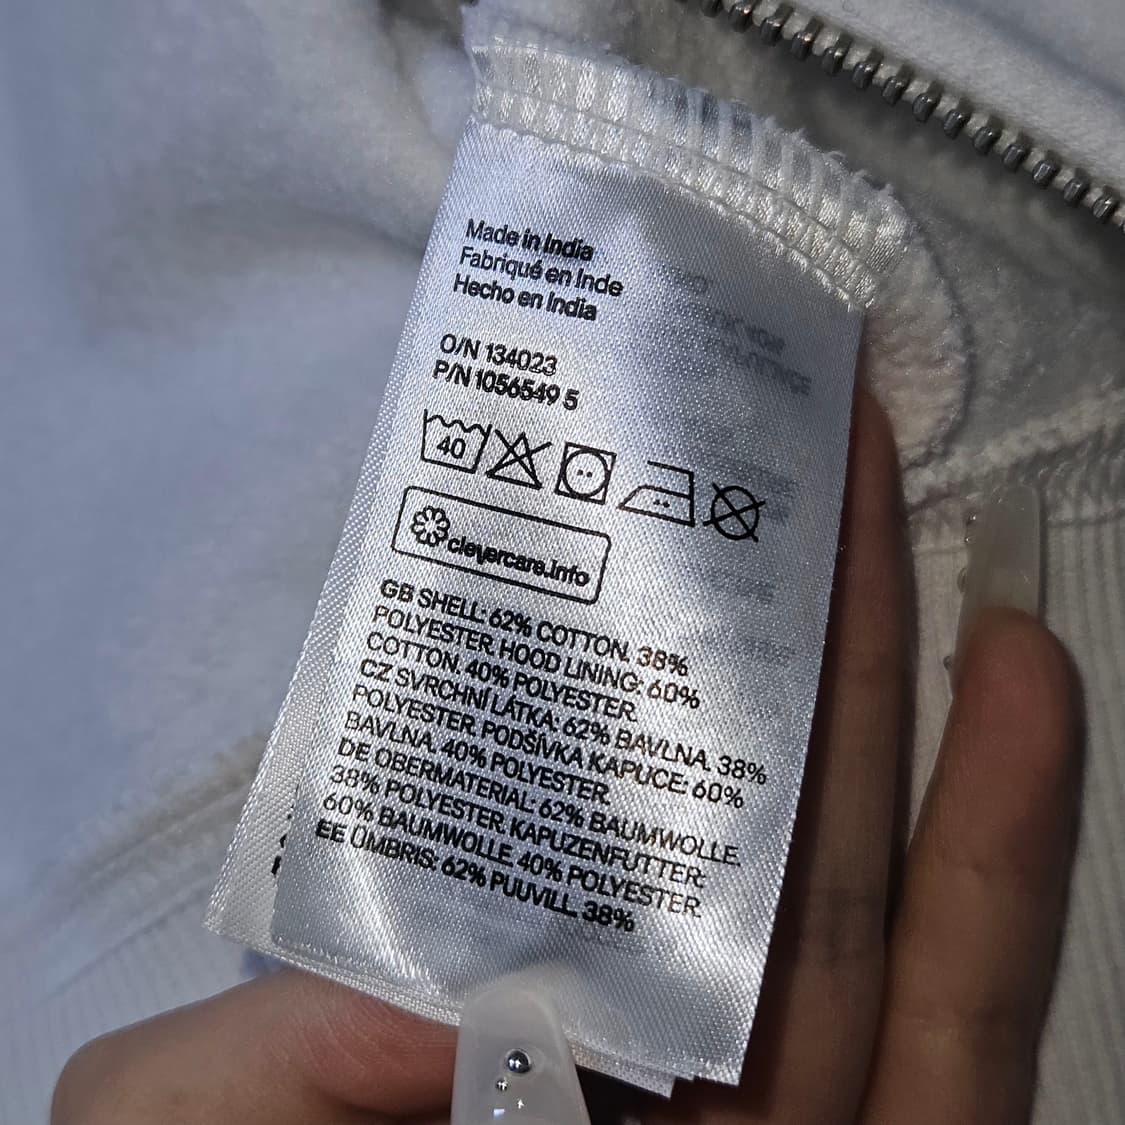 Made in India
Fabriqué en Inde
Hecho en India
O/N 134023
P/N 1056549 5
40
clevercare.info
GB SHELL: 62% COTTON. 38%
POLYESTER. HOOD LINING: 60%
COTTON. 40% POLYESTER.
CZ SVRCHNÍ LÁTKA: 62% BAVLNA. 38%
POLYESTER. PODŠÍVKA KAPUCE: 60%
BAVLNA. 40% POLYESTER.
DE OBERMATERIAL: 62% BAUMWOLLE.
38% POLYESTER. KAPUZENFUTTER:
60% BAUMWOLLE. 40% POLYESTER.
EE ÜMBRIS: 62% PUUVILL. 38%